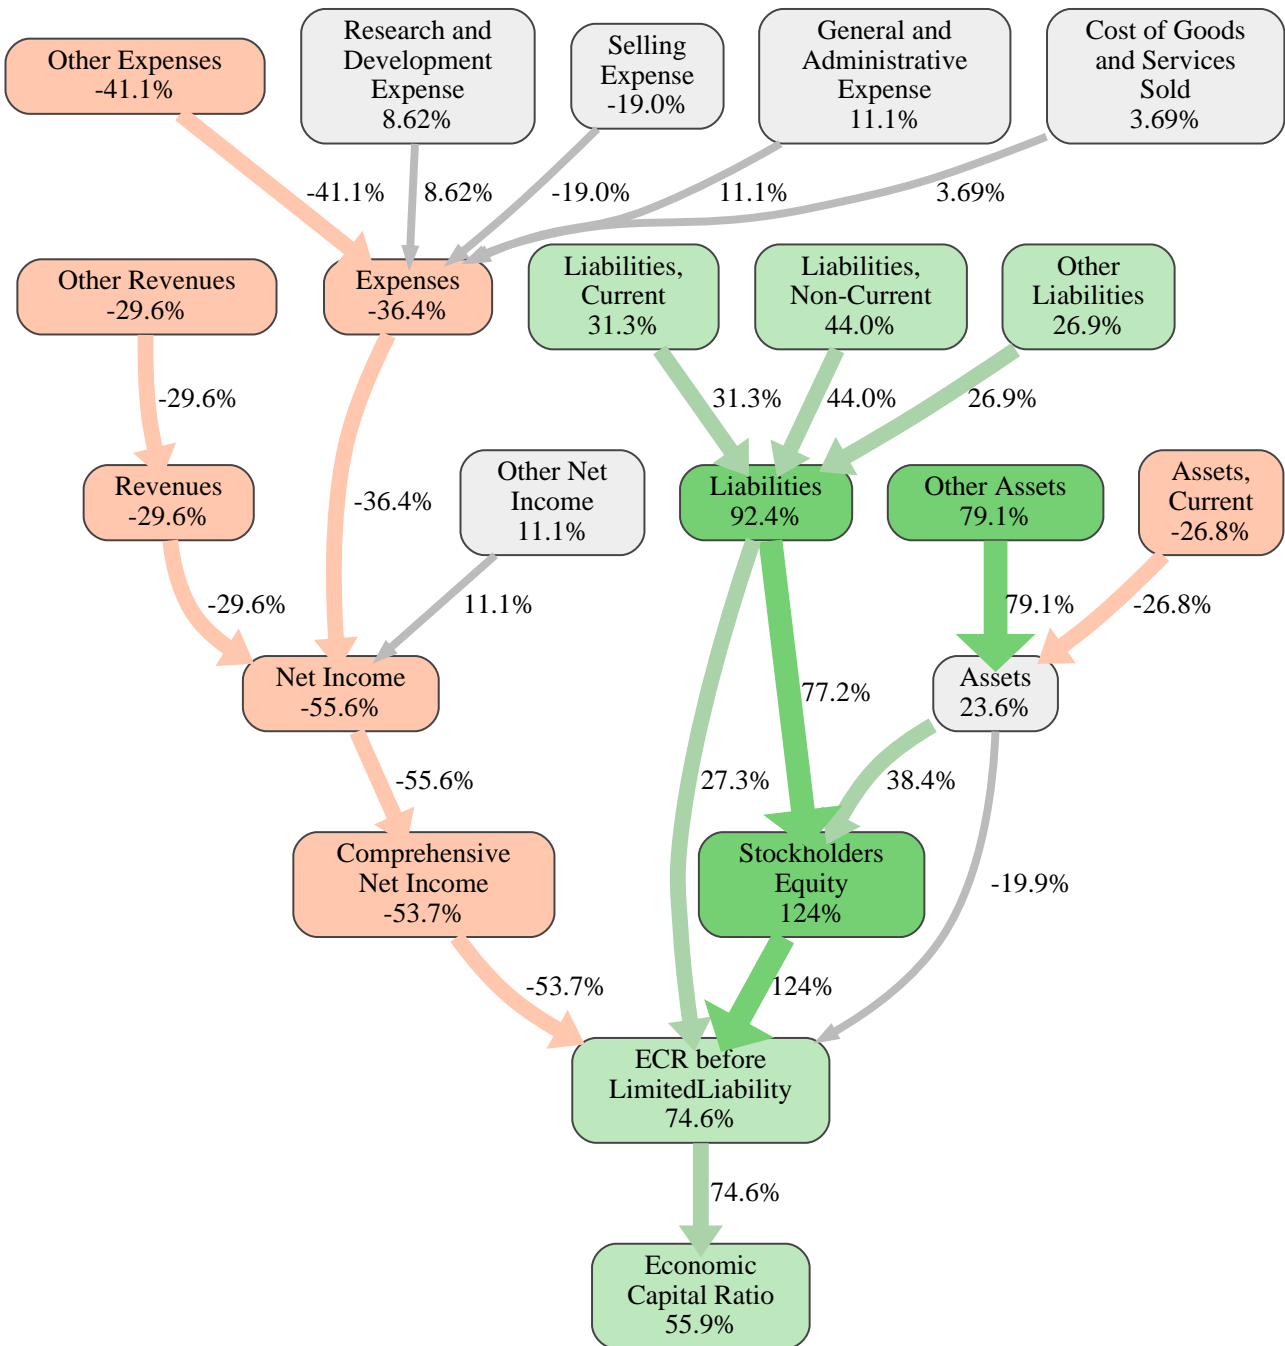 Other Expenses
-41.1%
Research and
Development
Expense
8.62%
Selling
Expense
-19.0%
General and
Administrative
Expense
11.1%
Cost of Goods
and Services
Sold
3.69%
-41.1%
8.62%
-19.0%
11.1%
3.69%
Other Revenues
-29.6%
Expenses
-36.4%
Liabilities,
Current
31.3%
Liabilities,
Non-Current
44.0%
Other
Liabilities
26.9%
-29.6%
31.3%
44.0%
26.9%
Revenues
-29.6%
-36.4%
Other Net
Income
11.1%
Liabilities
92.4%
Other Assets
79.1%
Assets,
Current
-26.8%
-29.6%
11.1%
79.1%
-26.8%
Net Income
-55.6%
77.2%
Assets
23.6%
-55.6%
27.3%
38.4%
Comprehensive
Net Income
-53.7%
Stockholders
Equity
124%
-19.9%
-53.7%
124%
ECR before
LimitedLiability
74.6%
74.6%
Economic
Capital Ratio
55.9%